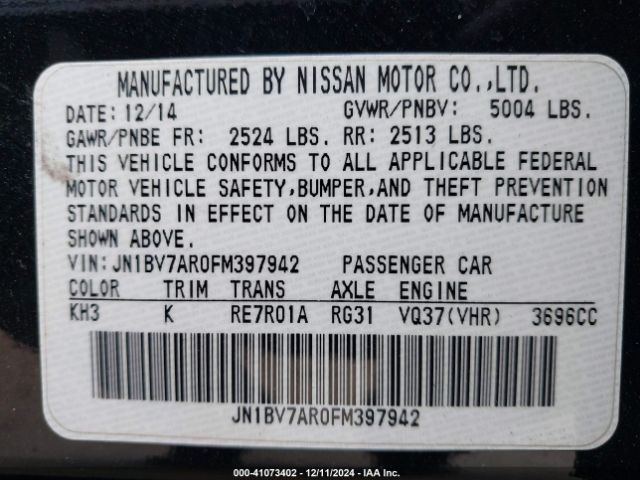 MANUFACTURED BY NISSAN MOTOR CO.,LTD.
DATE: 12/14 GVWR/PNBV: 5004 LBS.
GAWR/PNBE FR: 2524 LBS. RR: 2513 LBS.
THIS VEHICLE CONFORMS TO ALL APPLICABLE FEDERAL
MOTOR VEHICLE SAFETY,BUMPER,AND THEFT PREVENTION
STANDARDS IN EFFECT ON THE DATE OF MANUFACTURE
SHOWN ABOVE.
VIN:JN1BV7AR0FM397942 PASSENGER CAR
COLOR TRIM TRANS AXLE ENGINE
KH3 K RE7R01A RG31 VQ37(VHR) 3696CC
JN1BV7AR0FM397942
000-41073402 - 12/11/2024 - IAA Inc.